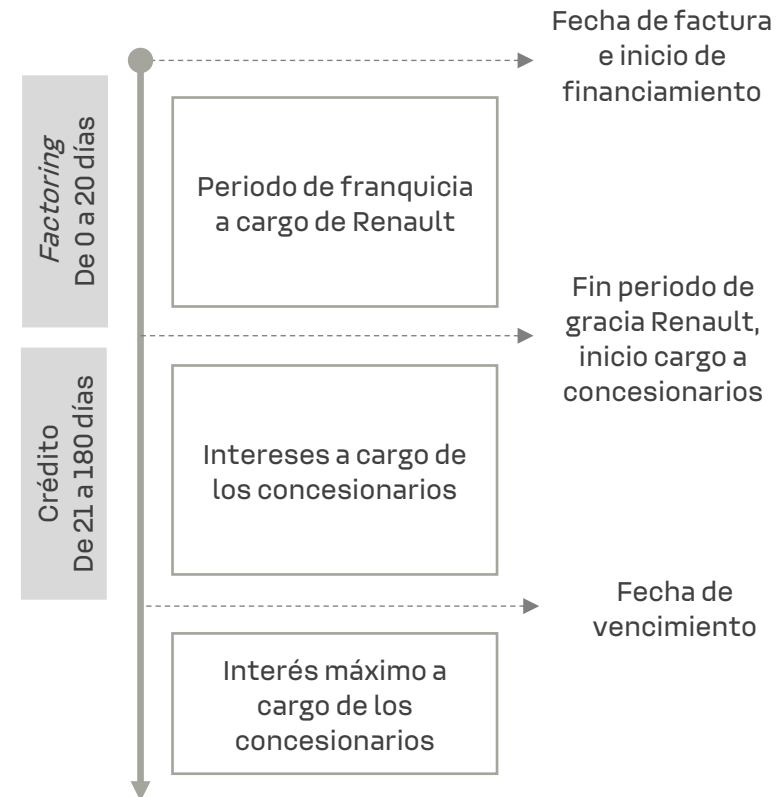 Fecha de factura
e inicio de
financiamiento
Factoring
De 0 a 20 días
Periodo de franquicia
a cargo de Renault
Fin periodo de
gracia Renault,
inicio cargo a
concesionarios
Crédito
De 21 a 180 días
Intereses a cargo de
los concesionarios
Fecha de
vencimiento
Interés máximo a
cargo de los
concesionarios